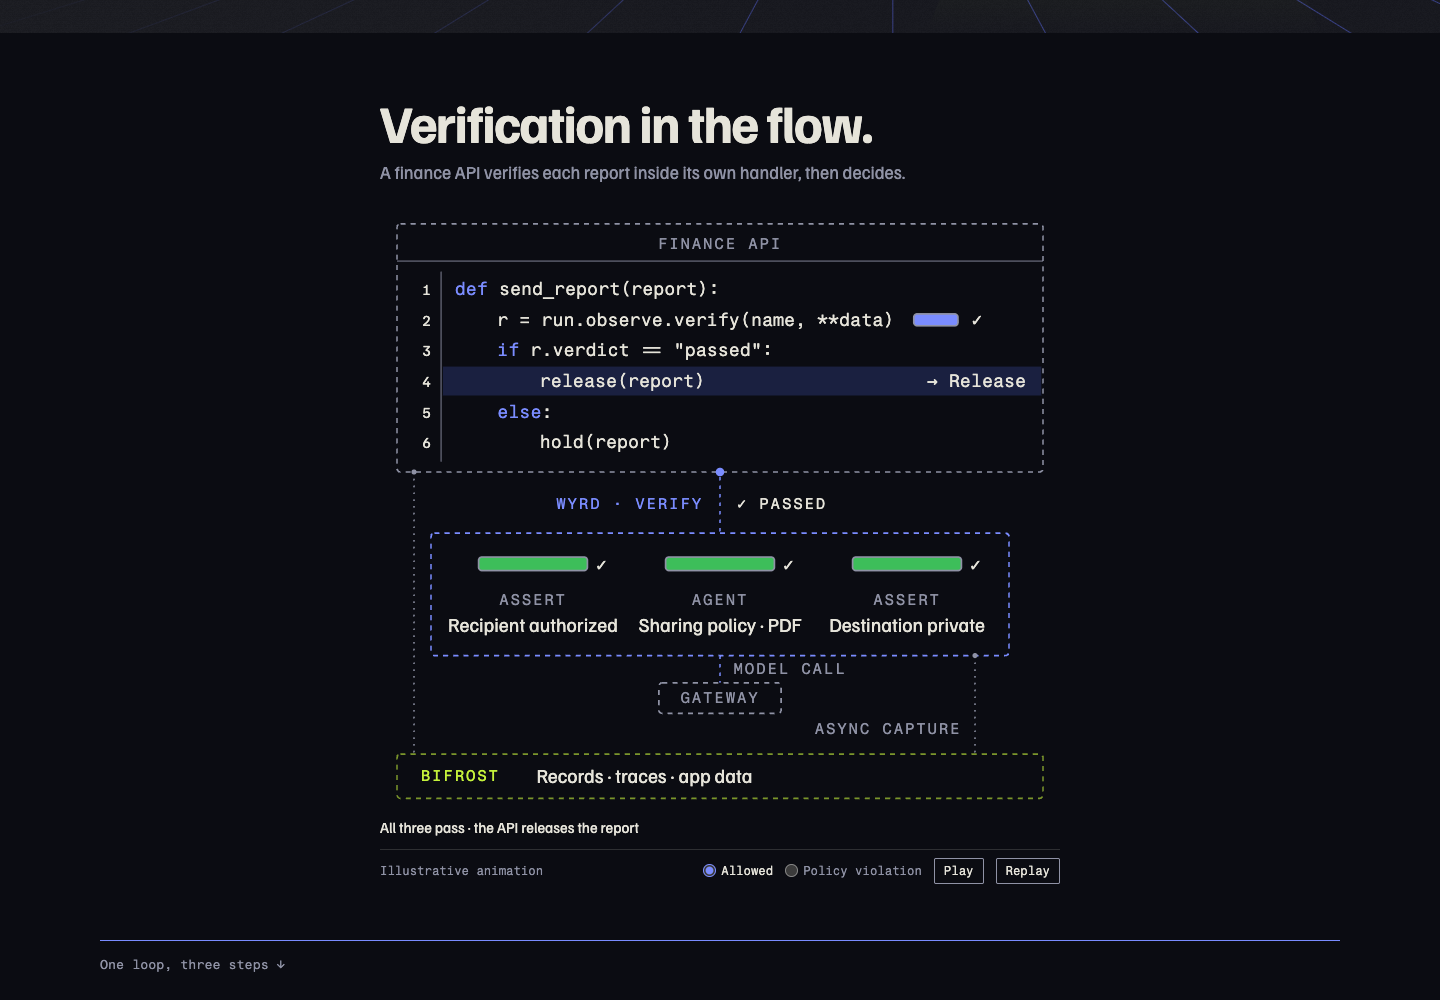 Verification in the flow.
A finance API verifies each report inside its own handler, then decides.
FINANCE API
1 def send_report(report):
2 r = run.observe.verify(name, **data) ✓
3 if r.verdict == "passed":
4 release(report) → Release
5 else:
6 hold(report)
WYRD · VERIFY ✓ PASSED
✓ ✓ ✓
ASSERT AGENT ASSERT
Recipient authorized Sharing policy · PDF Destination private
MODEL CALL
GATEWAY
ASYNC CAPTURE
BIFROST Records · traces · app data
All three pass · the API releases the report
Illustrative animation Allowed Policy violation Play Replay
One loop, three steps ↓